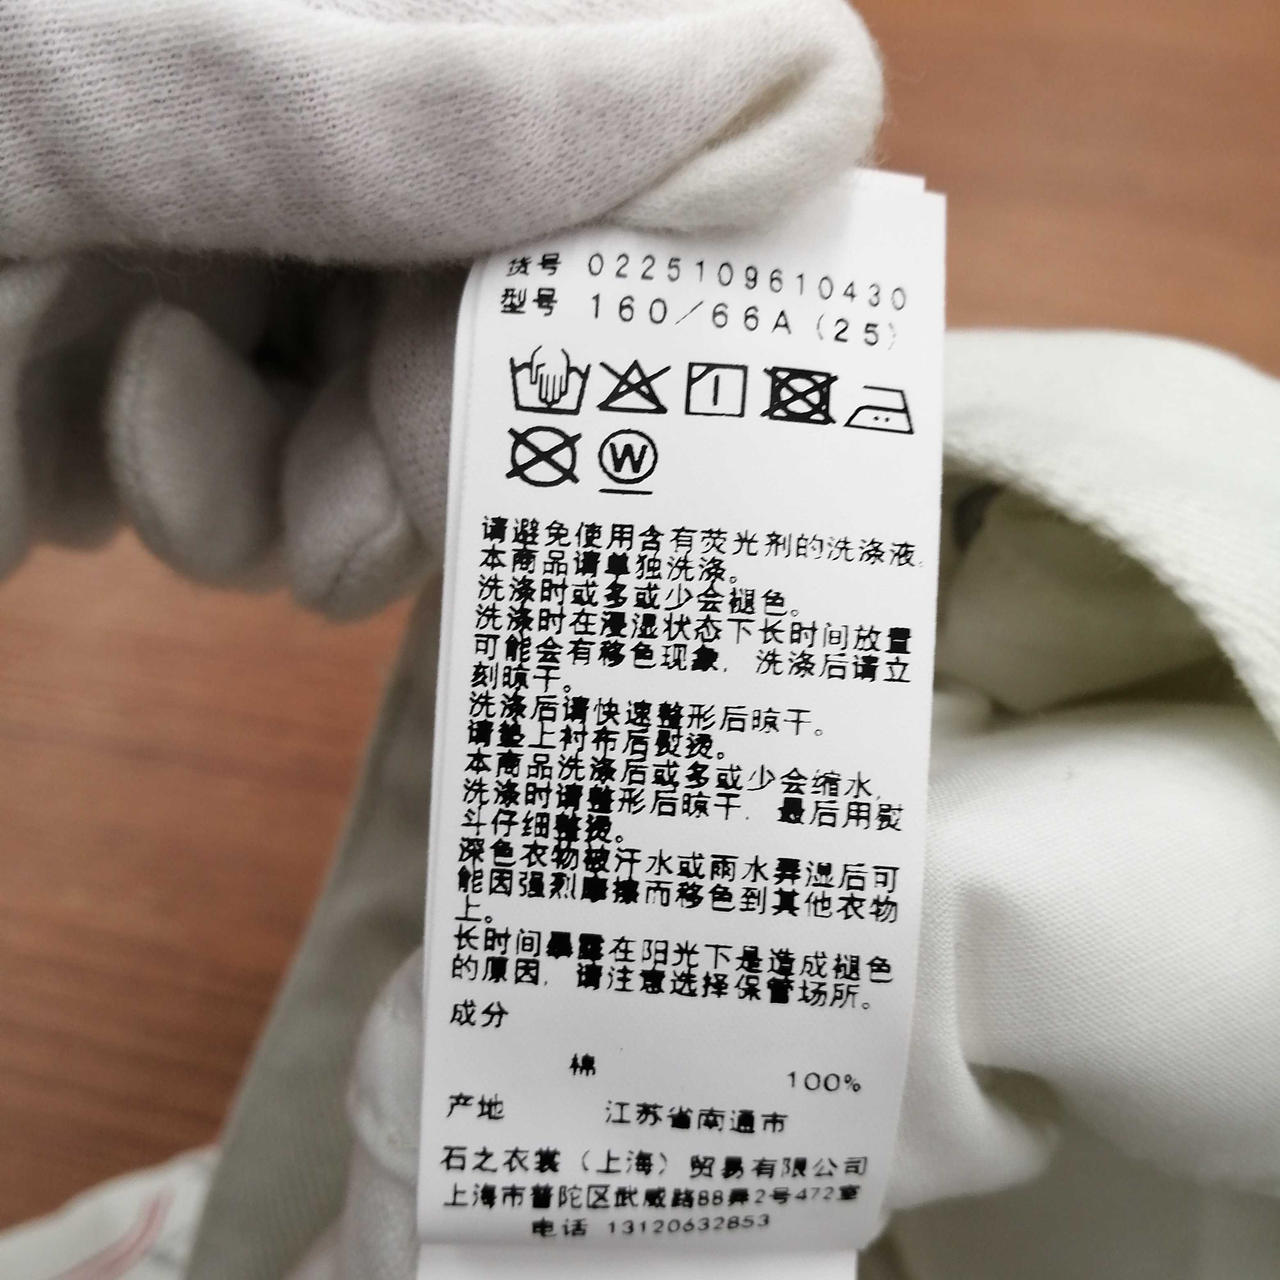 货号 0225109610430
型号 160/66A (25)
W
请避免使用含有荧光剂的洗涤液。
本商品请单独洗涤。
洗涤时或多或少会褪色。
洗涤时在浸湿状态下长时间放置
可能会有移色现象，洗涤后请立
刻晾干。
洗涤后请快速整形后晾干。
请垫上衬布后熨烫。
本商品洗涤后或多或少会缩水，
洗涤时请整形后晾干，最后用熨
斗仔细整烫。
深色衣物被汗水或雨水弄湿后可
能因强烈摩擦而移色到其他衣物
上。
长时间暴露在阳光下是造成褪色
的原因，请注意选择保管场所。
成分
棉 100%
产地 江苏省南通市
石之衣裳（上海）贸易有限公司
上海市普陀区武威路88弄2号472室
电话 13120632853